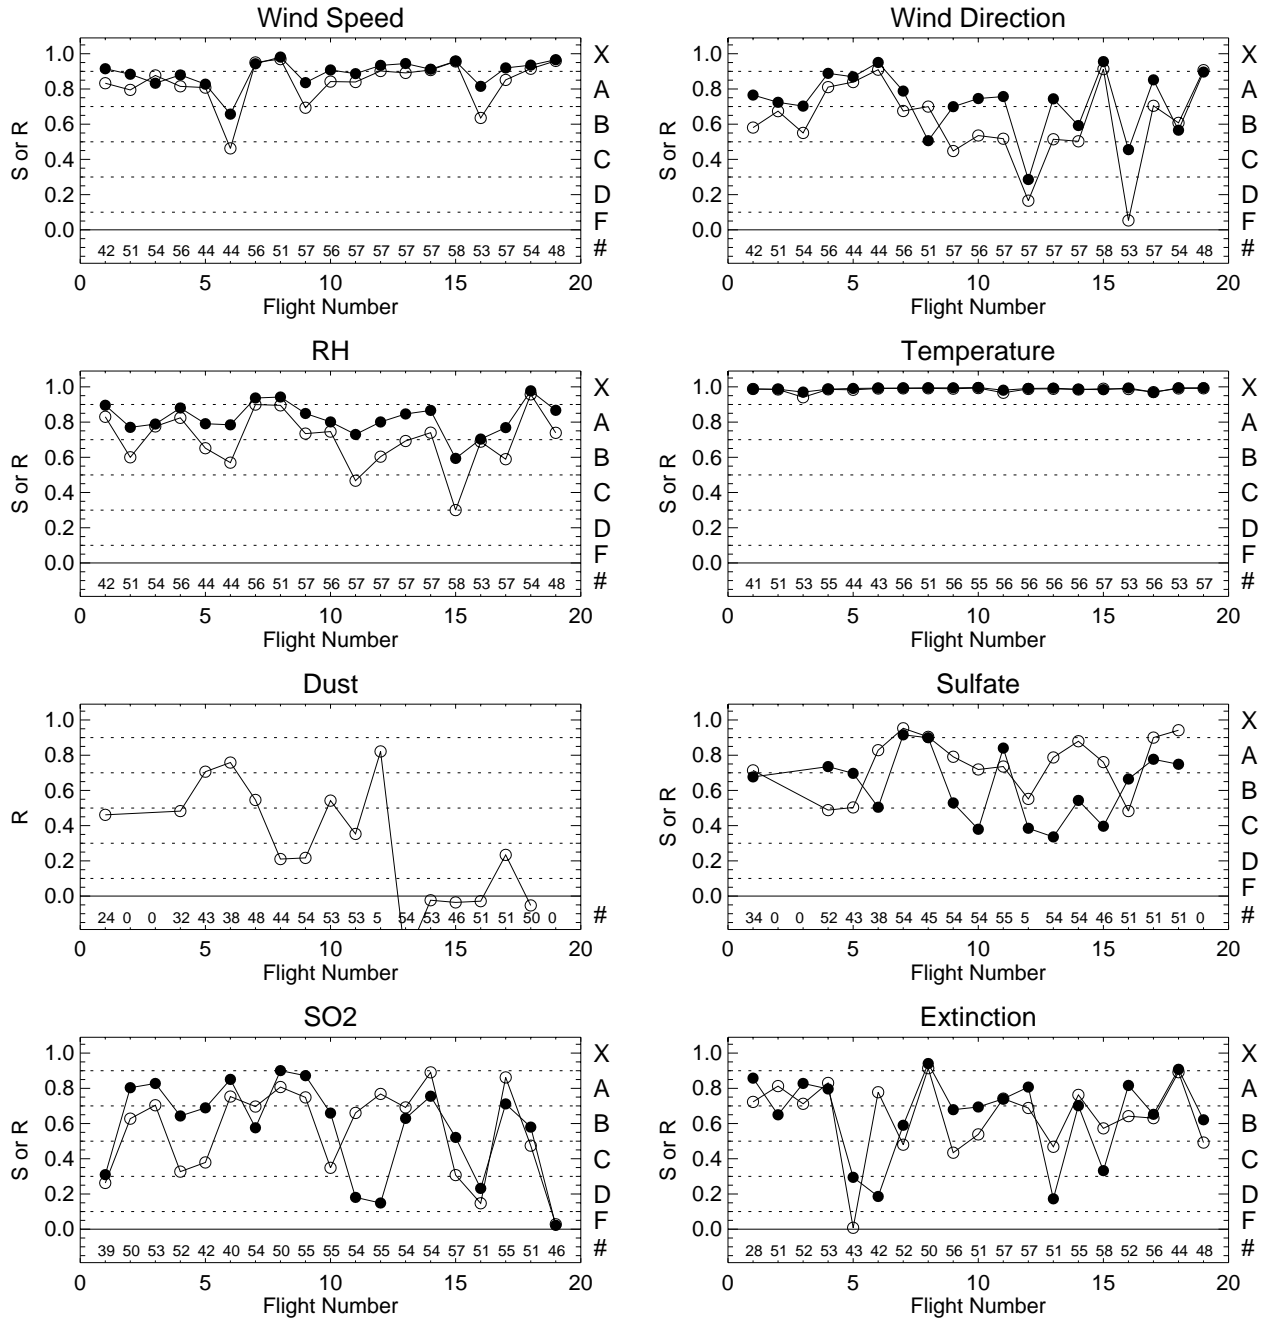 Wind Speed
1.0
0.8
0.6
0.4
0.2
0.0
S or R
X
A
B
C
D
F
#
42 51 54 56 44 44 56 51 57 56 57 57 57 57 58 53 57 54 48
0 5 10 15 20
Flight Number
Wind Direction
1.0
0.8
0.6
0.4
0.2
0.0
S or R
X
A
B
C
D
F
#
42 51 54 56 44 44 56 51 57 57 57 57 57 57 58 53 57 54 48
0 5 10 15 20
Flight Number
RH
1.0
0.8
0.6
0.4
0.2
0.0
S or R
X
A
B
C
D
F
#
42 51 54 56 44 44 56 51 57 56 57 57 57 57 58 53 57 54 48
0 5 10 15 20
Flight Number
Temperature
1.0
0.8
0.6
0.4
0.2
0.0
S or R
X
A
B
C
D
F
#
41 51 53 55 44 43 56 51 56 55 56 56 56 56 57 53 56 53 57
0 5 10 15 20
Flight Number
Dust
1.0
0.8
0.6
0.4
0.2
0.0
R
#
24 0 0 32 43 38 48 44 54 53 53 5 54 53 46 51 51 50 0
0 5 10 15 20
Flight Number
Sulfate
1.0
0.8
0.6
0.4
0.2
0.0
S or R
X
A
B
C
D
F
#
34 0 0 52 43 38 54 45 54 54 55 5 54 54 46 51 51 51 0
0 5 10 15 20
Flight Number
SO2
1.0
0.8
0.6
0.4
0.2
0.0
S or R
X
A
B
C
D
F
#
39 50 53 52 42 40 54 50 55 55 54 55 54 54 57 51 55 51 46
0 5 10 15 20
Flight Number
Extinction
1.0
0.8
0.6
0.4
0.2
0.0
S or R
X
A
B
C
D
F
#
28 51 52 53 43 42 52 50 56 51 57 57 51 55 58 52 56 44 48
0 5 10 15 20
Flight Number